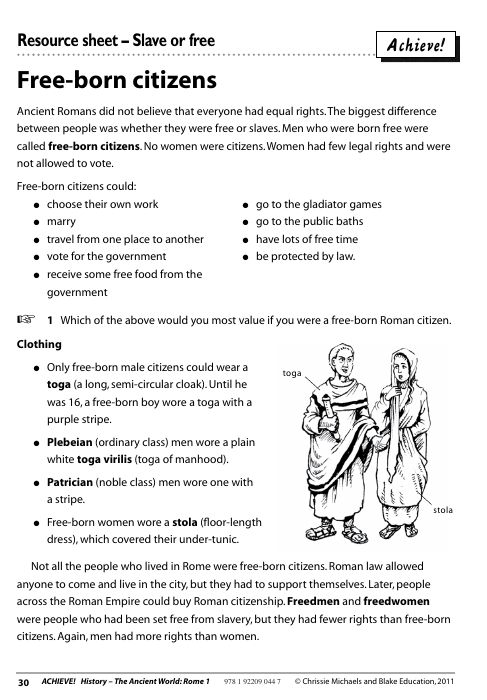 Resource sheet – Slave or free
Achieve!
Free-born citizens
Ancient Romans did not believe that everyone had equal rights. The biggest difference
between people was whether they were free or slaves. Men who were born free were
called free-born citizens. No women were citizens. Women had few legal rights and were
not allowed to vote.
Free-born citizens could:
● choose their own work
● marry
● travel from one place to another
● vote for the government
● receive some free food from the
government
● go to the gladiator games
● go to the public baths
● have lots of free time
● be protected by law.
☞ 1 Which of the above would you most value if you were a free-born Roman citizen.
Clothing
● Only free-born male citizens could wear a
toga (a long, semi-circular cloak). Until he
was 16, a free-born boy wore a toga with a
purple stripe.
● Plebeian (ordinary class) men wore a plain
white toga virilis (toga of manhood).
● Patrician (noble class) men wore one with
a stripe.
● Free-born women wore a stola (floor-length
dress), which covered their under-tunic.
toga
stola
Not all the people who lived in Rome were free-born citizens. Roman law allowed
anyone to come and live in the city, but they had to support themselves. Later, people
across the Roman Empire could buy Roman citizenship. Freedmen and freedwomen
were people who had been set free from slavery, but they had fewer rights than free-born
citizens. Again, men had more rights than women.
30 ACHIEVE! History – The Ancient World: Rome 1 978 1 92209 044 7 © Chrissie Michaels and Blake Education, 2011